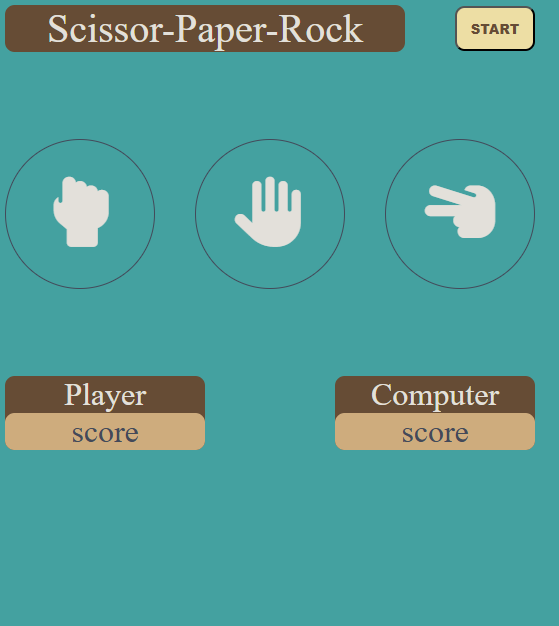 Scissor-Paper-Rock
START
Player
Computer
score
score